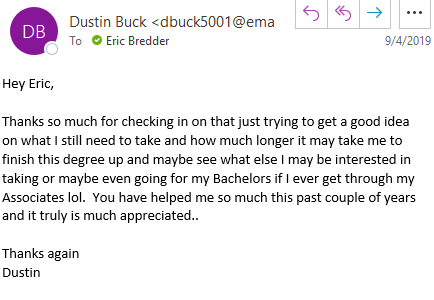 DB
Dustin Buck <dbuck5001@ema
To Eric Bredder
9/4/2019
Hey Eric,
Thanks so much for checking in on that just trying to get a good idea
on what I still need to take and how much longer it may take me to
finish this degree up and maybe see what else I may be interested in
taking or maybe even going for my Bachelors if I ever get through my
Associates lol.  You have helped me so much this past couple of years
and it truly is much appreciated..
Thanks again
Dustin